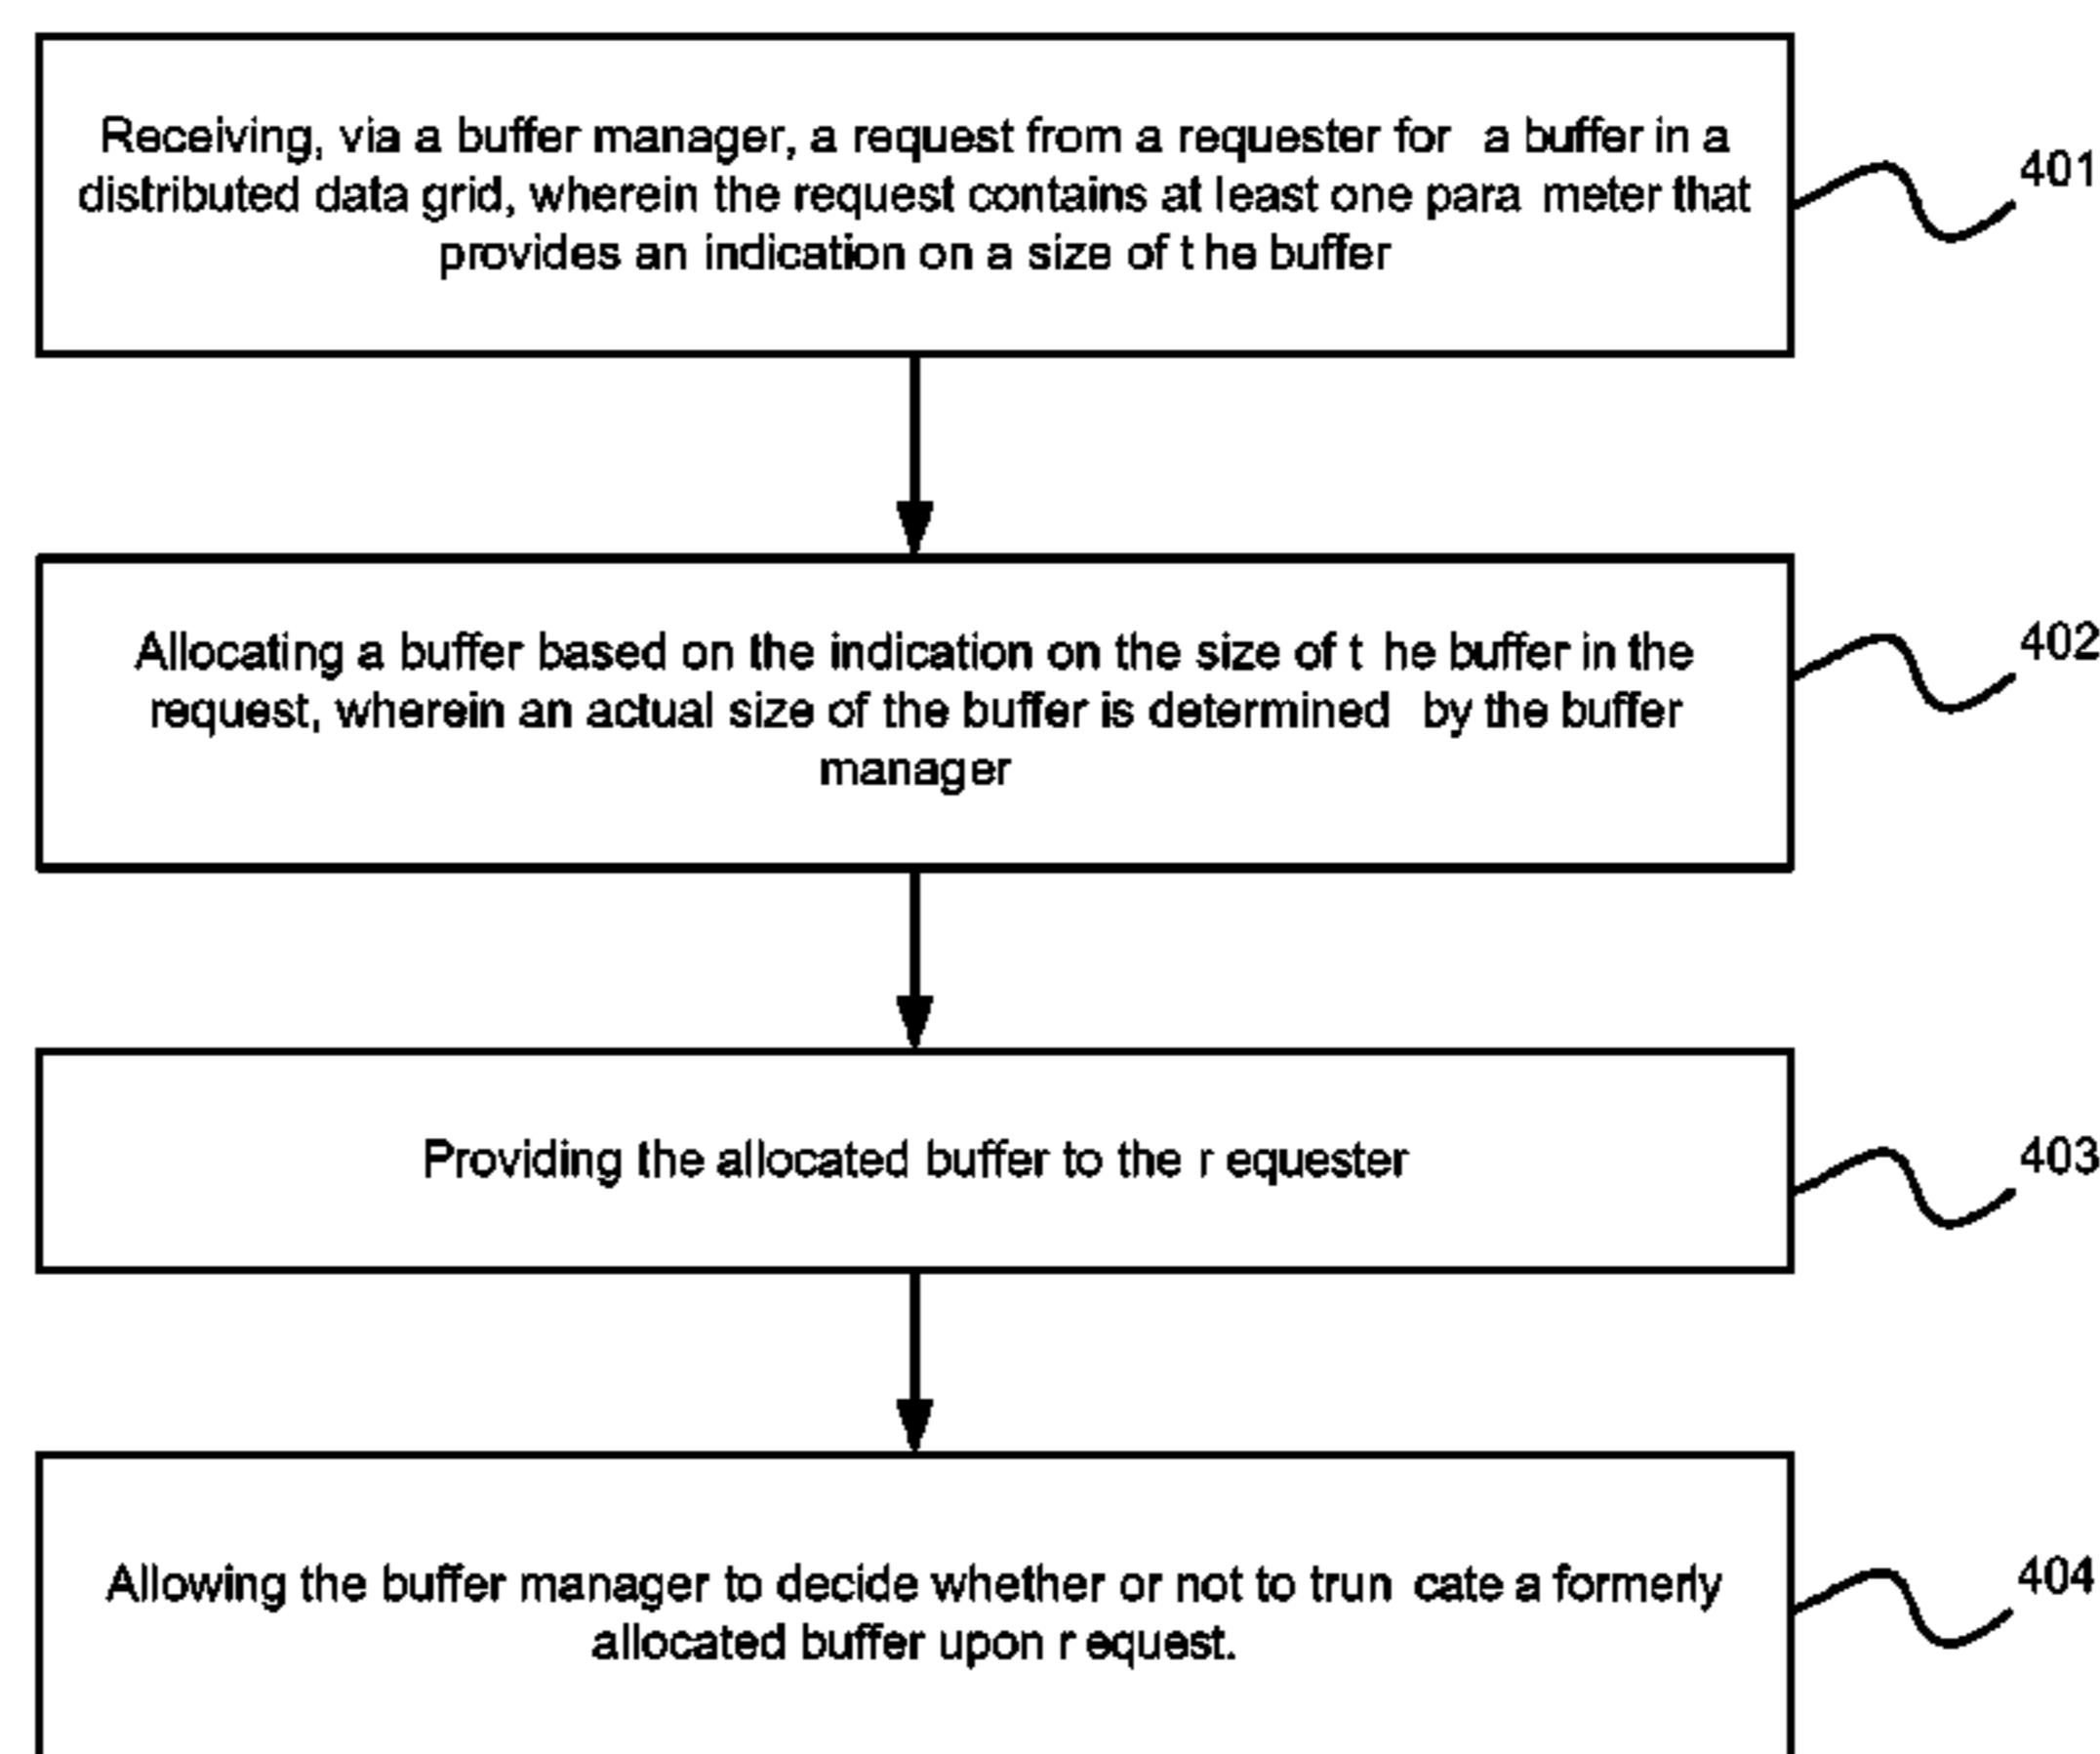 Receiving, via a buffer manager, a request from a requester for a buffer in a
distributed data grid, wherein the request contains at least one para meter that
provides an indication on a size of t he buffer
401
Allocating a buffer based on the indication on the size of t he buffer in the
request, wherein an actual size of the buffer is determined by the buffer
manager
402
Providing the allocated buffer to the r equester
403
Allowing the buffer manager to decide whether or not to trun cate a formerly
allocated buffer upon r equest.
404